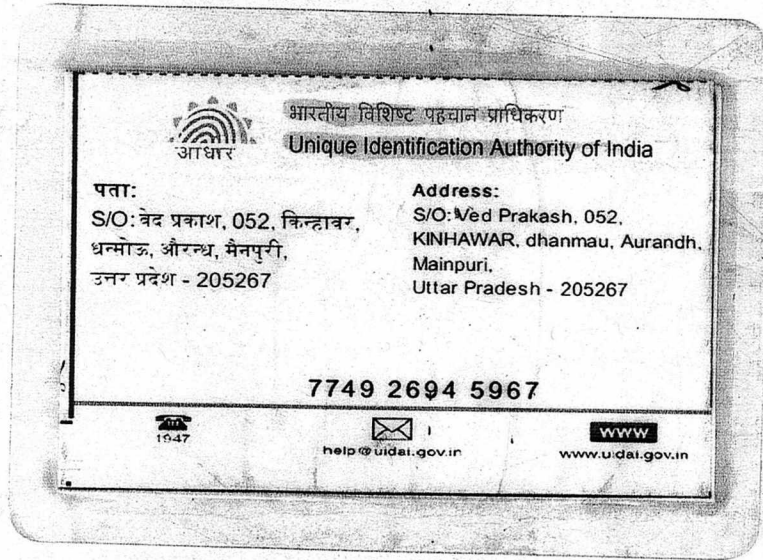 भारतीय विशिष्ट पहचान प्राधिकरण
Unique Identification Authority of India
आधार
पता:
S/O: वेद प्रकाश, 052, किन्हावर,
धन्मोऊ, औरन्ध, मैनपुरी,
उत्तर प्रदेश - 205267
Address:
S/O: Ved Prakash, 052,
KINHAWAR, dhanmau, Aurandh,
Mainpuri,
Uttar Pradesh - 205267
7749 2694 5967
1947
help@uidai.gov.in
www
www.uidai.gov.in